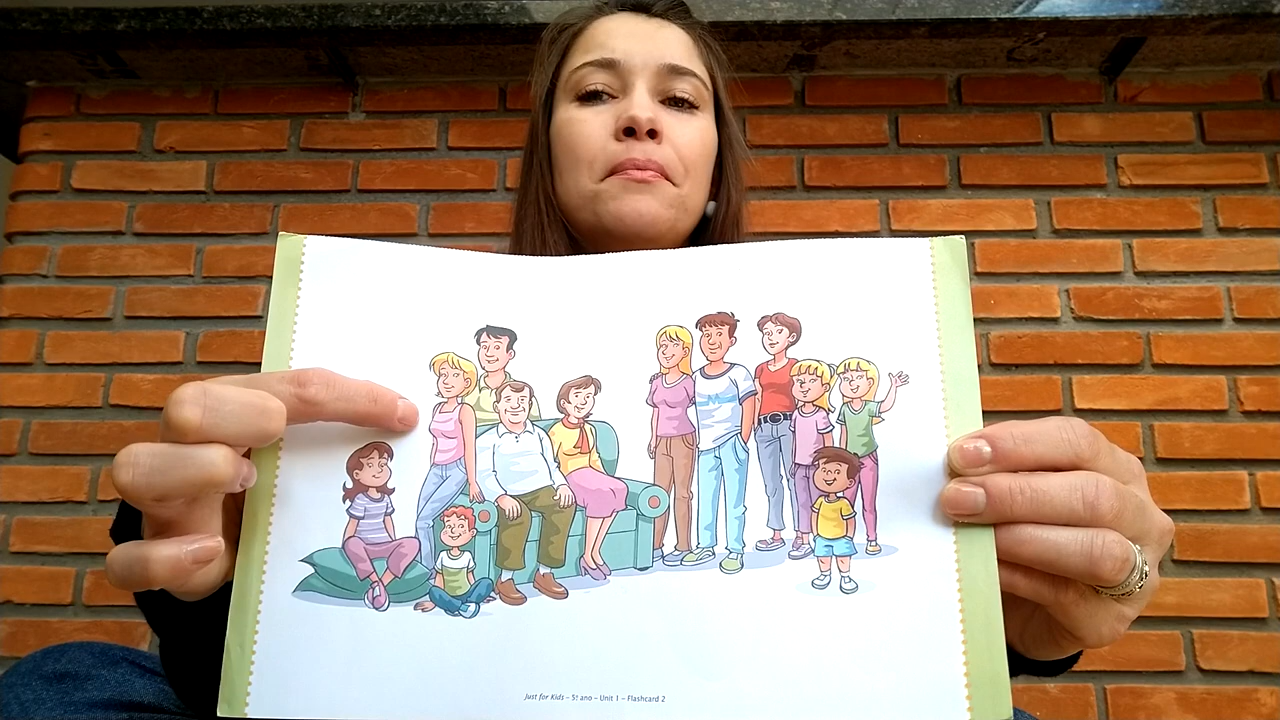 Just for Kids – 5º ano – Unit 1 – Flashcard 2